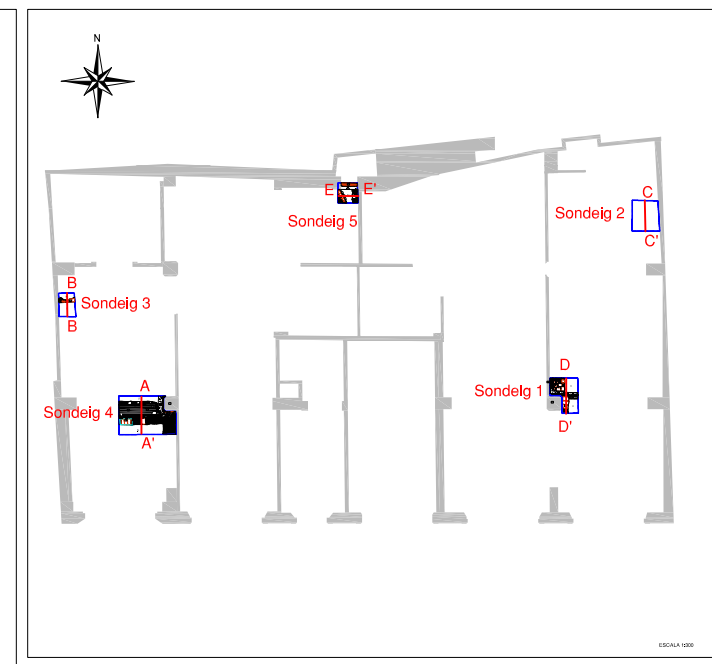 N
E E'
Sondeig 5
C
Sondeig 2
C'
B
Sondeig 3
B
D
Sondeig 1
D'
A
Sondeig 4
A'
ESCALA 1:300